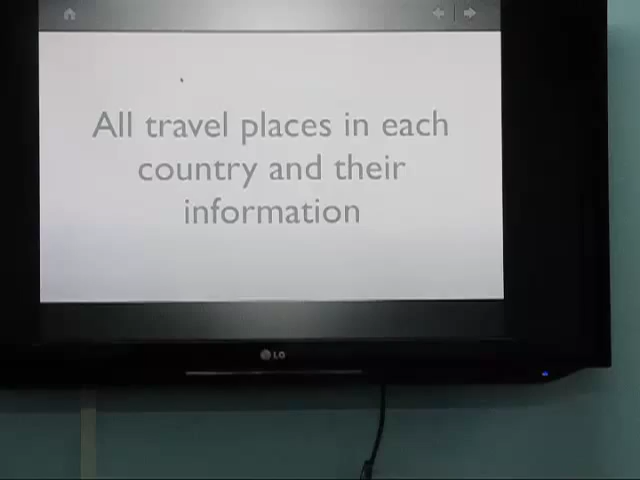 All travel places in each
country and their
information
LG